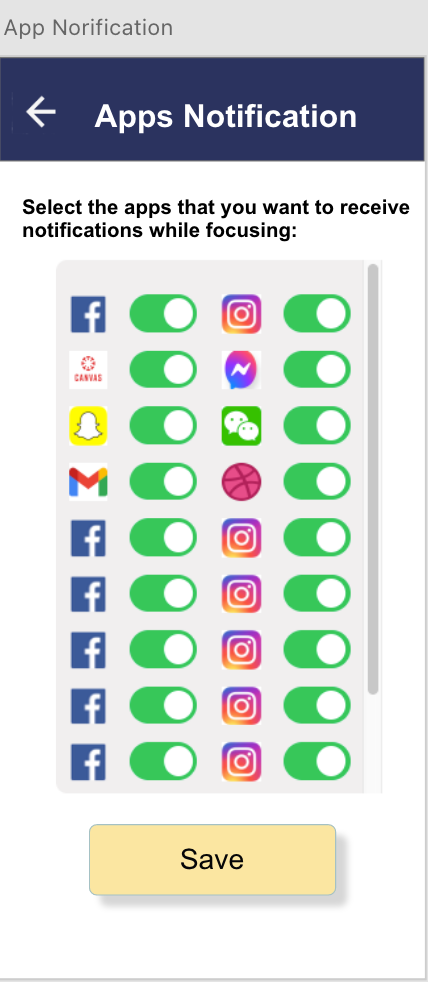 App Norification
Apps Notification
Select the apps that you want to receive
notifications while focusing:
CANVAS
Save